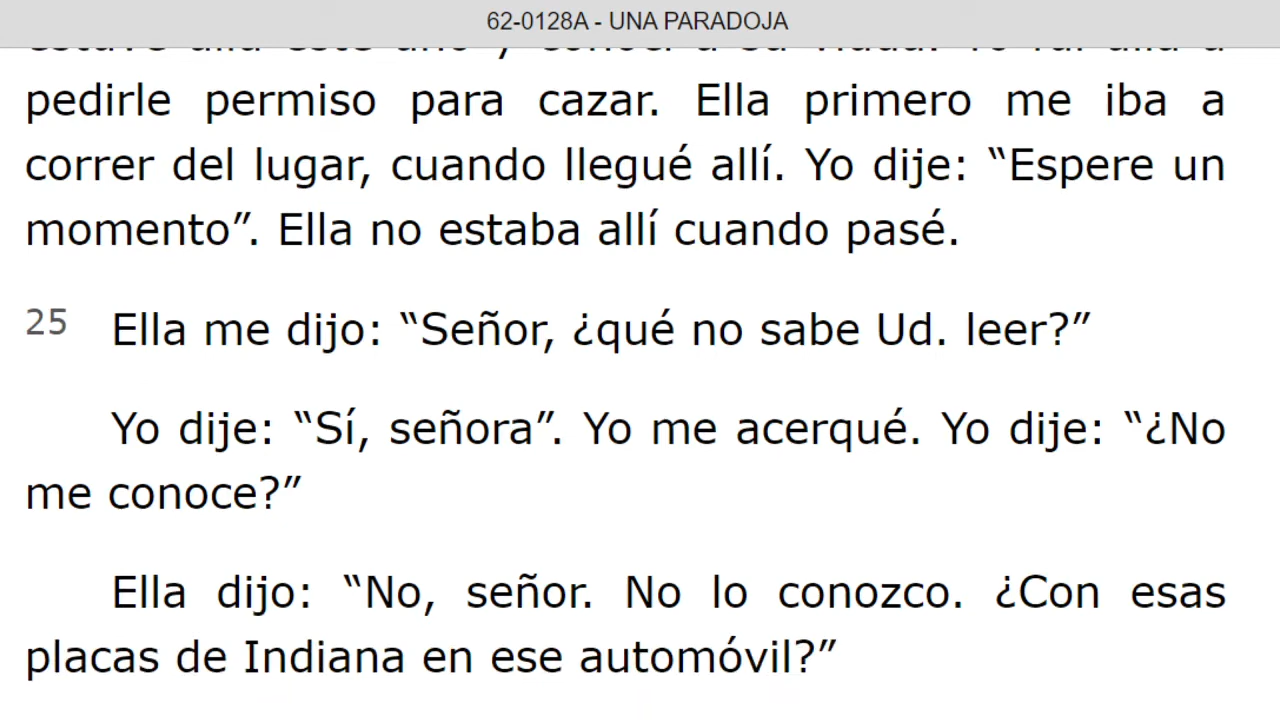 62-0128A - UNA PARADOJA
pedirle permiso para cazar. Ella primero me iba a
correr del lugar, cuando llegué allí. Yo dije: “Espere un
momento”. Ella no estaba allí cuando pasé.
25 Ella me dijo: “Señor, ¿qué no sabe Ud. leer?”
Yo dije: “Sí, señora”. Yo me acerqué. Yo dije: “¿No
me conoce?”
Ella dijo: “No, señor. No lo conozco. ¿Con esas
placas de Indiana en ese automóvil?”